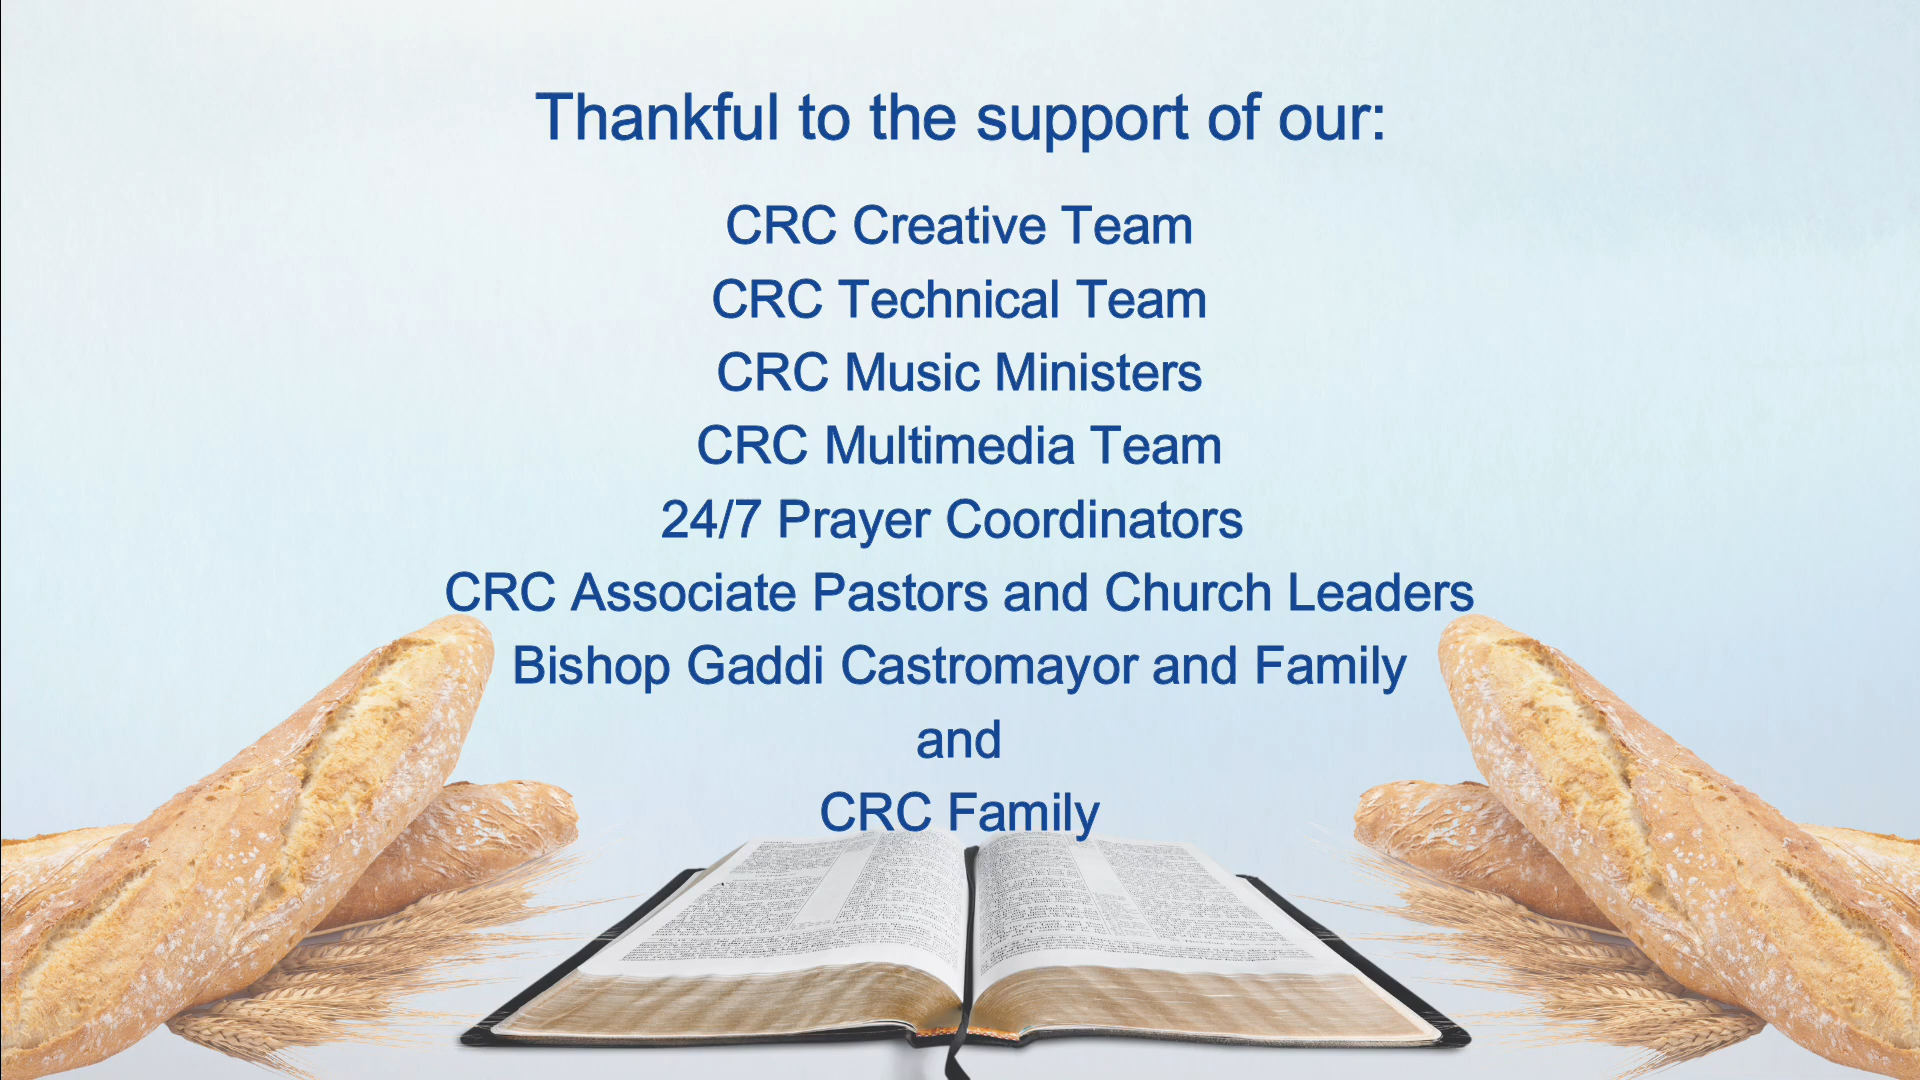 Thankful to the support of our:
CRC Creative Team
CRC Technical Team
CRC Music Ministers
CRC Multimedia Team
24/7 Prayer Coordinators
CRC Associate Pastors and Church Leaders
Bishop Gaddi Castromayor and Family
and
CRC Family